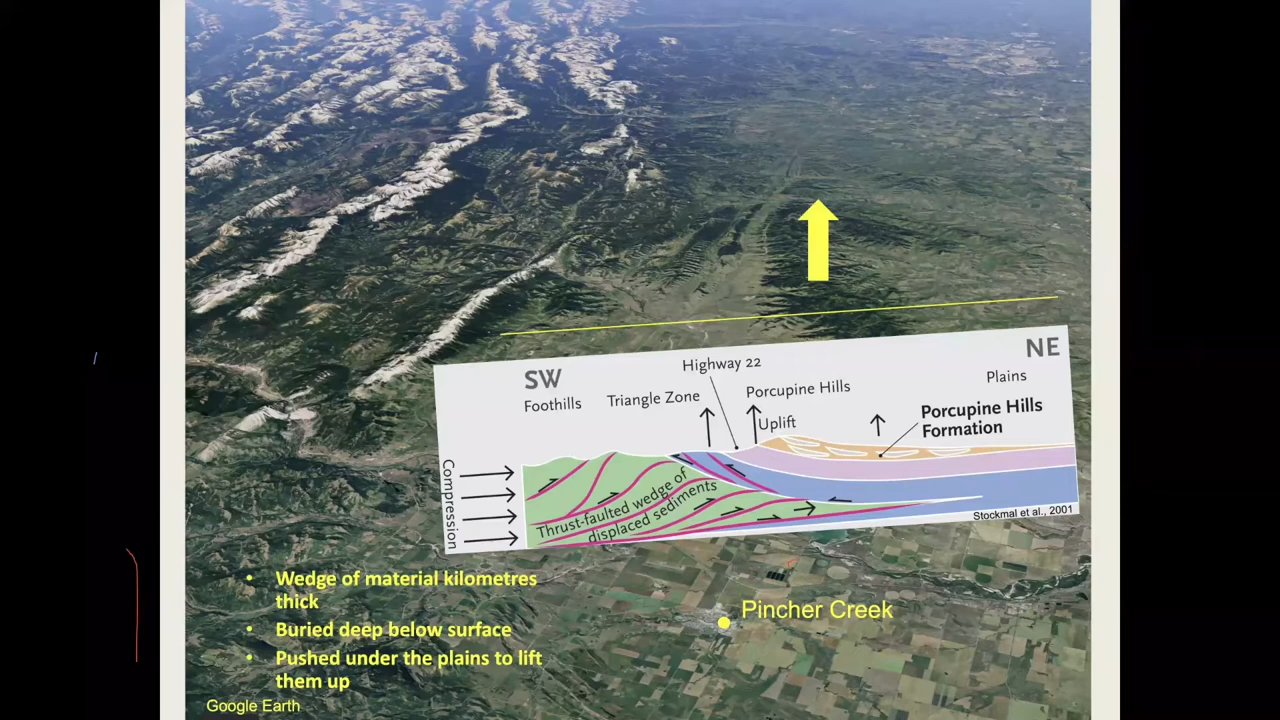 Highway 22
NE
SW
Foothills
Triangle Zone
Porcupine Hills
Plains
Uplift
Porcupine Hills
Formation
Compression
Thrust-faulted wedge of
displaced sediments
Stockmal et al., 2001
• Wedge of material kilometres
thick
• Buried deep below surface
• Pushed under the plains to lift
them up
Pincher Creek
Google Earth